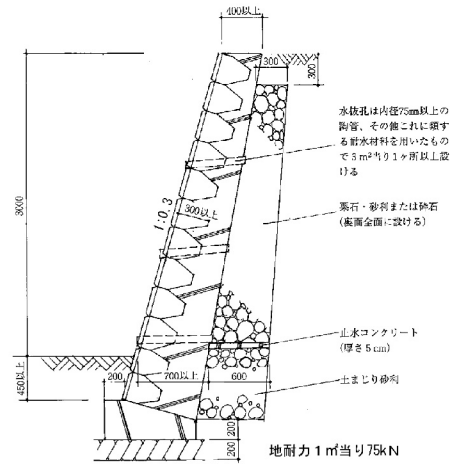 400以上
300
300
水抜孔は内径75mm以上の
陶管、その他これに類す
る耐水材料を用いたもの
で3m²当り1ヶ所以上設
ける
3000
300以上
1:0.3
栗石・砂利または砕石
(裏面全面に設ける)
止水コンクリート
(厚さ5cm)
450以上
200
700以上
600
土まじり砂利
200
200
地耐力1㎡当り75kN